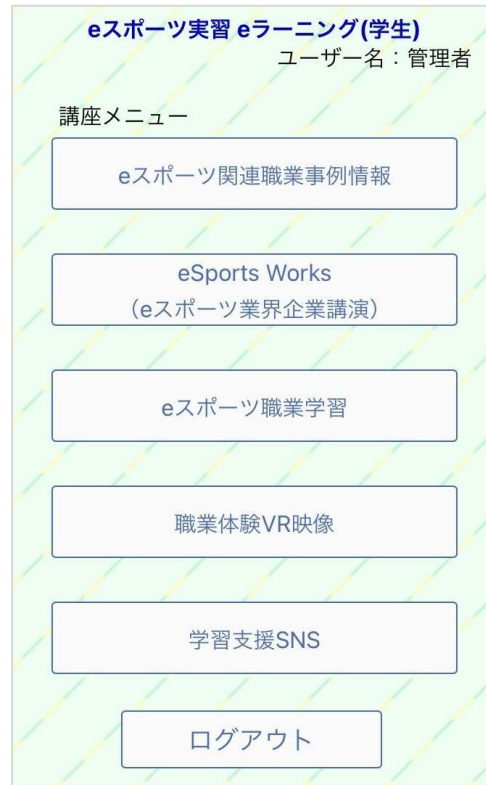 eスポーツ実習 eラーニング(学生)
ユーザー名：管理者
講座メニュー
eスポーツ関連職業事例情報
eSports Works
（eスポーツ業界企業講演）
eスポーツ職業学習
職業体験VR映像
学習支援SNS
ログアウト